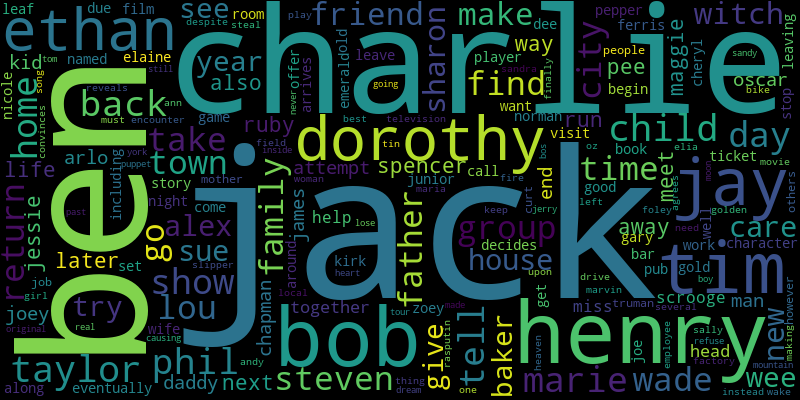 leaf due film
ethan
kid named elaine
nicole
song
home
convinces
back
ann
must encounter
charlie
see room
despite steal
year
also
friend
sharon
emeraldold
make
dee
way
player
city
witch
pepper
ferris
people
pee
maggie
cheryl
begin
oscar
sandy
bike
stop
leaving
tom
still
reveals
going
game
arrives
never offer
leave
find
want
finally
norman run
ben
arlo
life
take
town
york
puppet
including
story
ruby
field
inside
family
attempt
dorothy
best television
sandra
tin
spencer
call
junior
maria
woman
fire
visit
oz
book
end
bos
good
left
child
day
time
meet
elia
ticket
movie
golden
others
jack
jay
tim
return
jessie
past
later
set
go
alex
sue
night mother
come
slipper
james
around
help
lose
kirk
heart
father
group
house
decides
keep
curt
jerry
foley
away
gary
bar
pub
agrees
moor
well
need
work
gold
care
character
man
boy
scrooge
joey
job
girl
original
real
try
show
lou
wife
causing
phil
daddy
andy
chapman
local
together
bob
tour
zoey
steven
thing
dream
give
rasputin
made
tell
one
baker
upon
get
drive
marvin
heaven
henry
marie
miss
truman
several
joe
employee
sally
refuse
factory
head
wade
new
making
however
mountain
wee
instead wake
taylor
next
along eventually